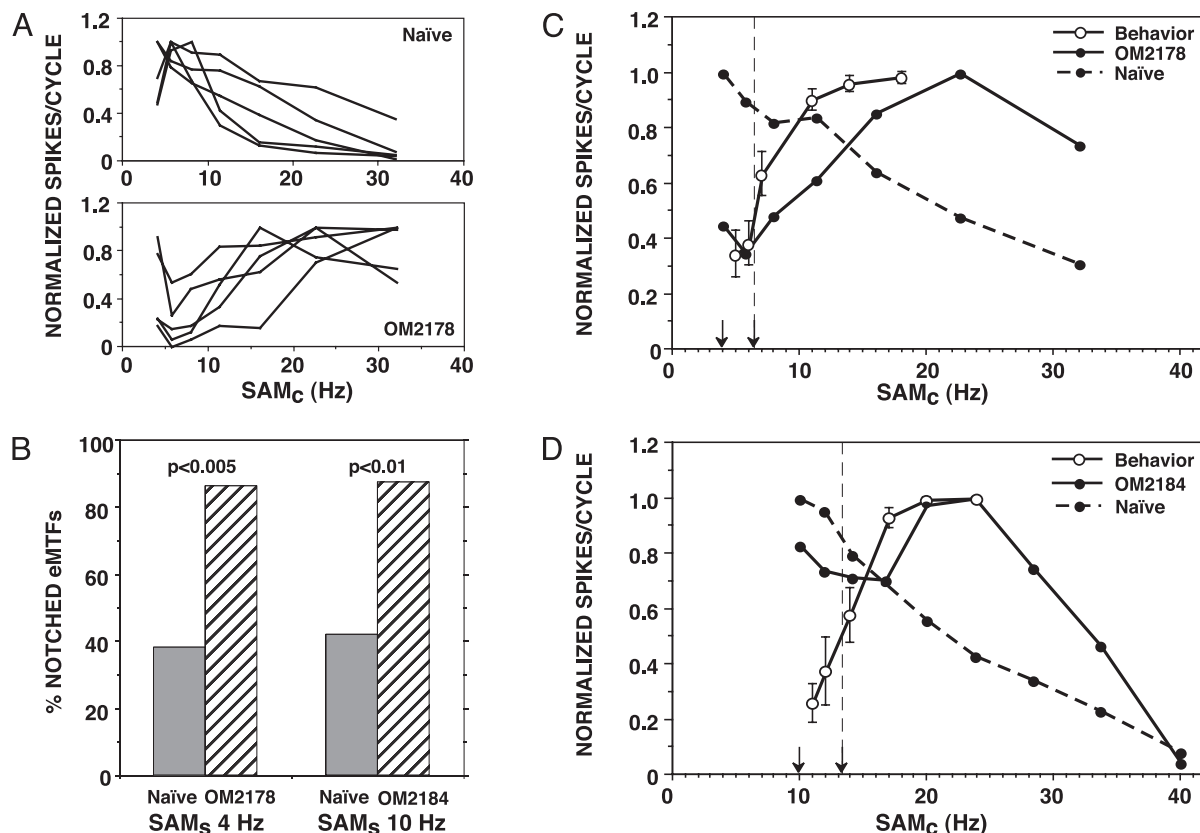 A
NORMALIZED SPIKES/CYCLE
1.2
0.8
0.4
0
Naïve
0 10 20 30 40
1.2
0.8
0.4
0
OM2178
0 10 20 30 40
SAMC (Hz)
B
% NOTCHED eMTFs
100
80
60
40
20
0
p<0.005
p<0.01
Naïve OM2178
Naïve OM2184
SAMS 4 Hz
SAMS 10 Hz
C
NORMALIZED SPIKES/CYCLE
1.2
1.0
0.8
0.6
0.4
0.2
0
Behavior
OM2178
Naïve
0 10 20 30 40
SAMC (Hz)
D
NORMALIZED SPIKES/CYCLE
1.2
1.0
0.8
0.6
0.4
0.2
0
Behavior
OM2184
Naïve
0 10 20 30 40
SAMC (Hz)